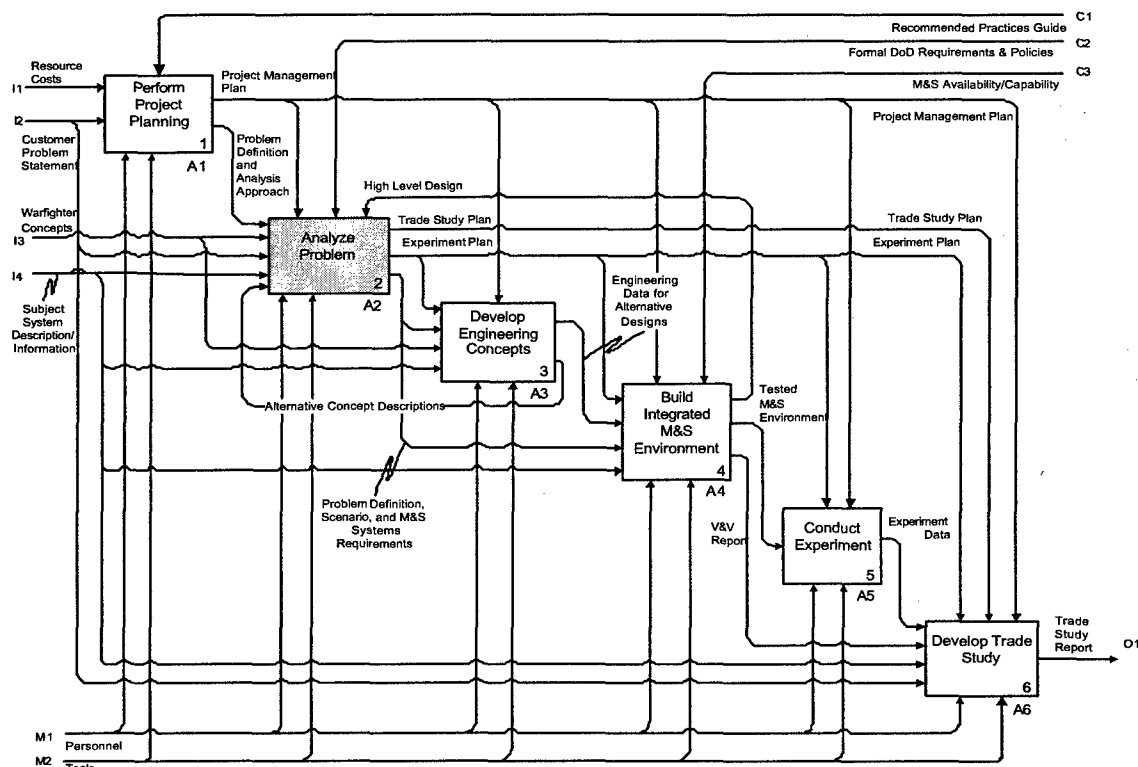 C1
Recommended Practices Guide
C2
Formal DoD Requirements & Policies
C3
M&S Availability/Capability
Resource
Costs
I1
Perform
Project
Planning
1
A1
Project Management
Plan
Project Management Plan
I2
Customer
Problem
Statement
Problem
Definition
and
Analysis
Approach
High Level Design
Warfighter
Concepts
I3
I4
Subject
System
Description/
Information
Analyze
Problem
2
A2
Trade Study Plan
Experiment Plan
Trade Study Plan
Experiment Plan
Engineering
Data for
Alternative
Designs
Develop
Engineering
Concepts
3
A3
Alternative Concept Descriptions
Build
Integrated
M&S
Environment
4
A4
Tested
M&S
Environment
Problem Definition,
Scenario, and M&S
Systems
Requirements
V&V
Report
Conduct
Experiment
5
A5
Experiment
Data
Develop Trade
Study
6
A6
Trade
Study
Report
O1
M1
Personnel
M2
Tools